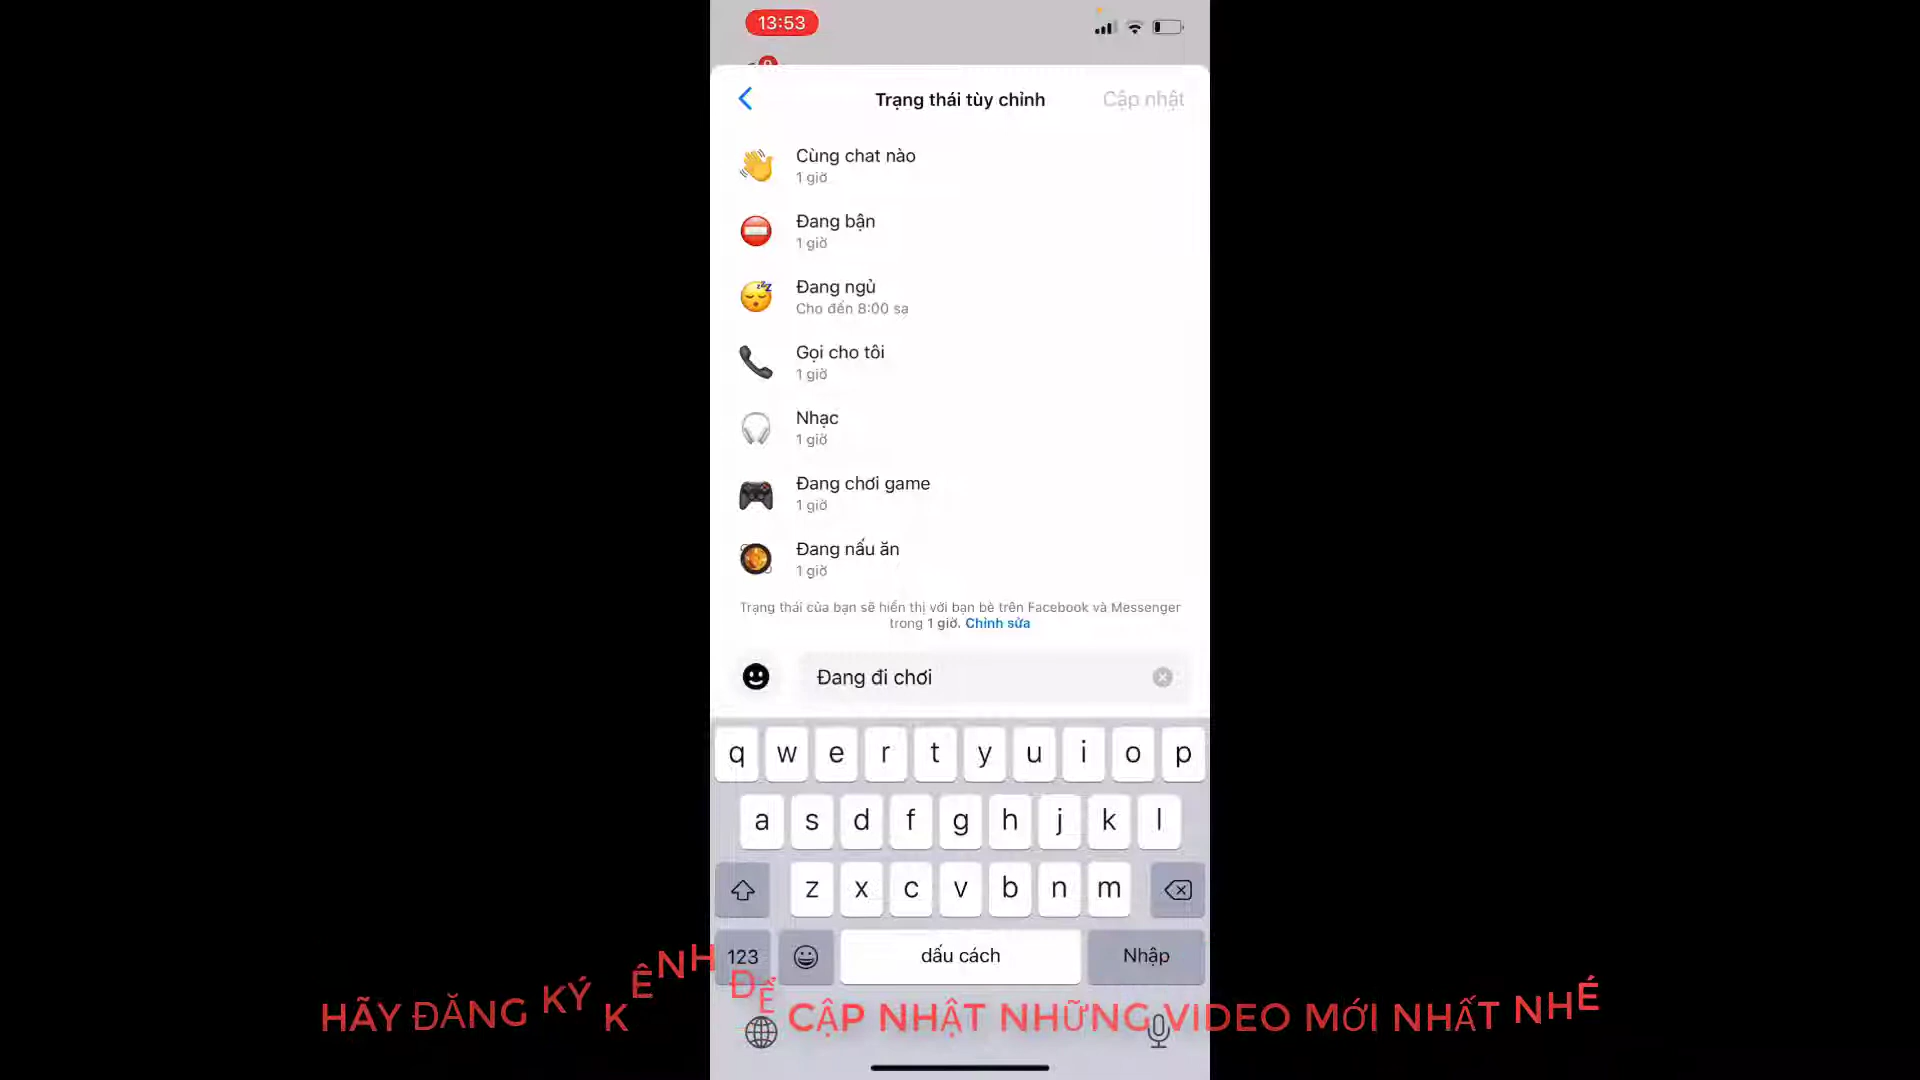 13:53
Trạng thái tùy chỉnh
Cập nhật
Cùng chat nào
1 giờ
Đang bận
1 giờ
Đang ngủ
Cho đến 8:00 sa
Gọi cho tôi
1 giờ
Nhạc
1 giờ
Đang chơi game
1 giờ
Đang nấu ăn
1 giờ
Trạng thái của bạn sẽ hiển thị với bạn bè trên Facebook và Messenger
trong 1 giờ. Chỉnh sửa
Đang đi chơi
q w e r t y u i o p
a s d f g h j k l
z x c v b n m
123 dấu cách Nhập
HÃY ĐĂNG KÝ KÊNH ĐỂ CẬP NHẬT NHỮNG VIDEO MỚI NHẤT NHÉ